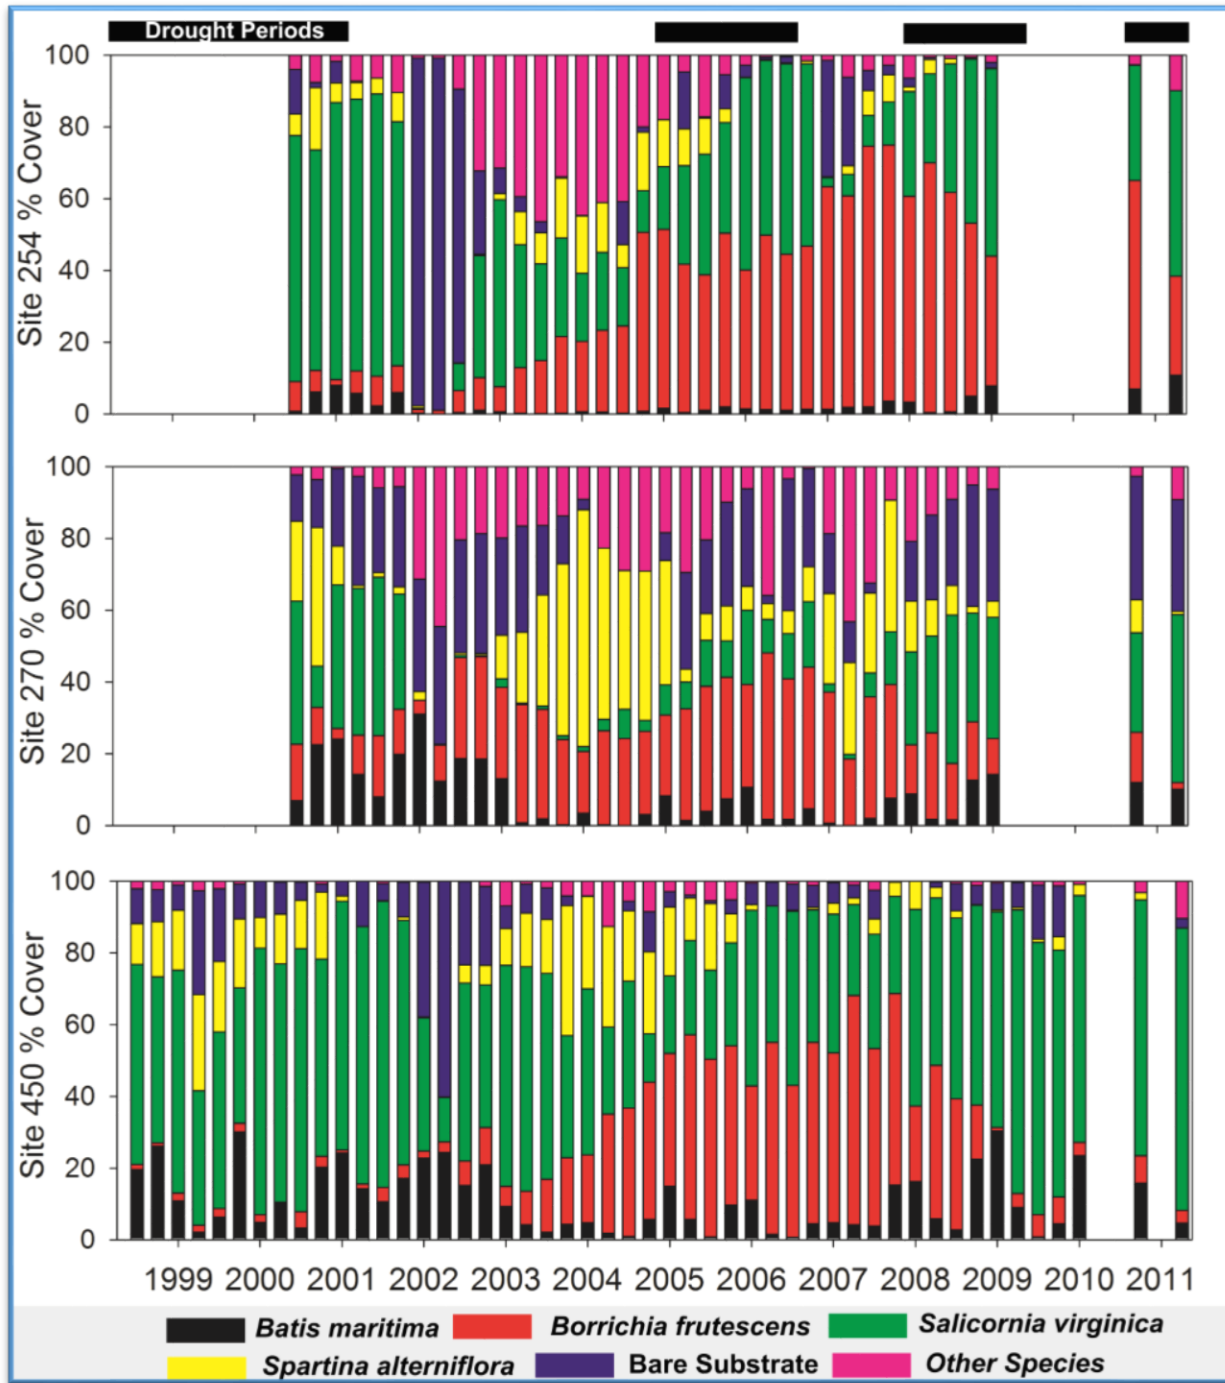 Drought Periods
Site 254 % Cover
100
80
60
40
20
0
Site 270 % Cover
100
80
60
40
20
0
Site 450 % Cover
100
80
60
40
20
0
1999 2000 2001 2002 2003 2004 2005 2006 2007 2008 2009 2010 2011
Batis maritima Borrichia frutescens Salicornia virginica
Spartina alterniflora Bare Substrate Other Species